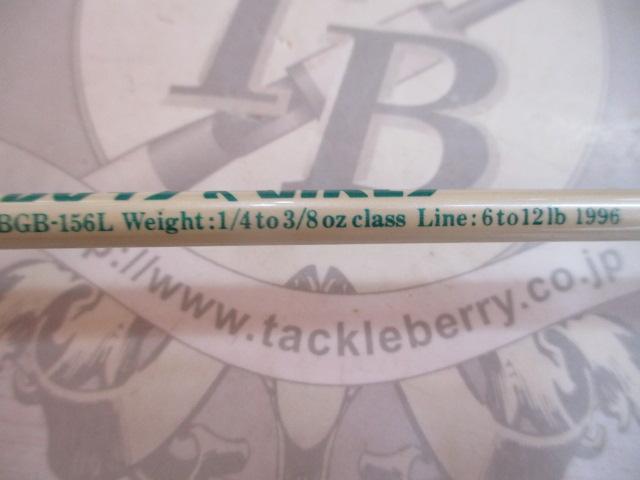 TB
BGB-156L Weight:1/4 to 3/8 oz class Line:6 to 12lb 1996
http://www.tackleberry.co.jp